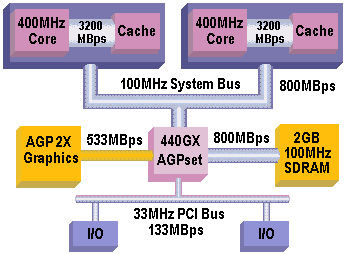 400MHz
Core
3200
MBps
Cache
400MHz
Core
3200
MBps
Cache
100MHz System Bus
800MBps
AGP 2X
Graphics
533MBps
440GX
AGPset
800MBps
2GB
100MHz
SDRAM
33MHz PCI Bus
133MBps
I/O
I/O